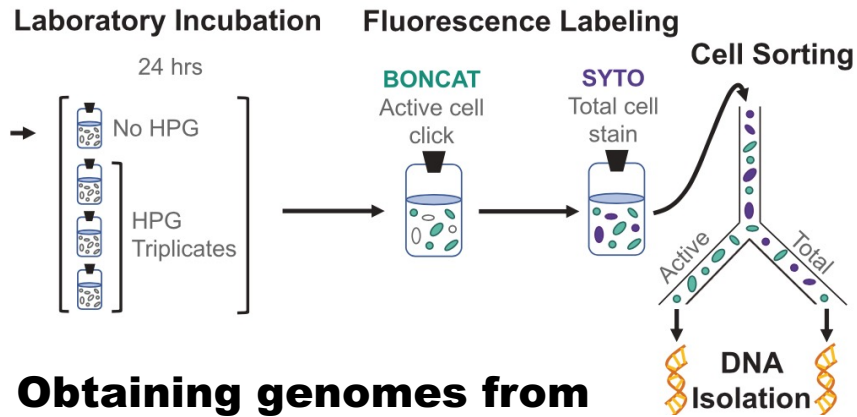 Laboratory Incubation
24 hrs
No HPG
HPG
Triplicates
Fluorescence Labeling
BONCAT
Active cell
click
SYTO
Total cell
stain
Cell Sorting
Active
Total
DNA
Isolation
Obtaining genomes from